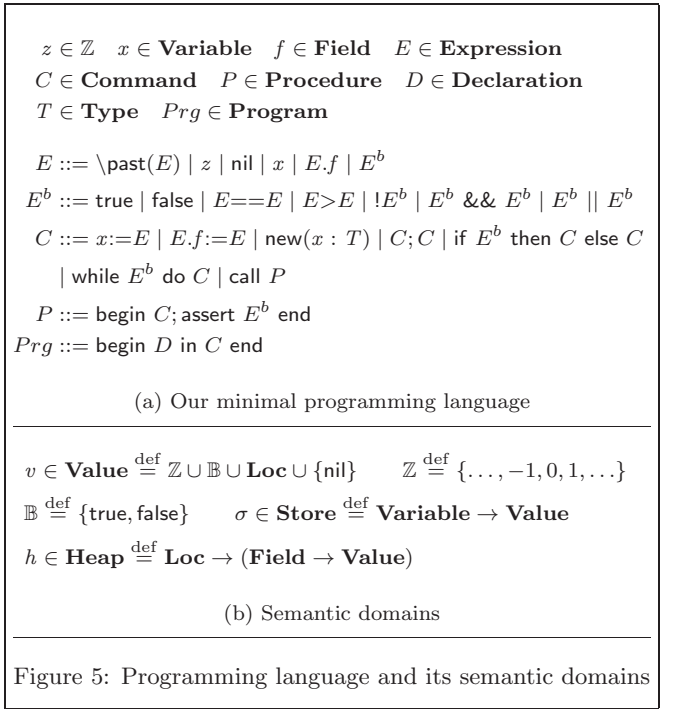 z ∈ ℤ x ∈ Variable f ∈ Field E ∈ Expression
C ∈ Command P ∈ Procedure D ∈ Declaration
T ∈ Type Prg ∈ Program
E ::= \past(E) | z | nil | x | E.f | E^b
E^b ::= true | false | E==E | E>E | !E^b | E^b && E^b | E^b || E^b
C ::= x:=E | E.f:=E | new(x : T) | C; C | if E^b then C else C
| while E^b do C | call P
P ::= begin C; assert E^b end
Prg ::= begin D in C end
(a) Our minimal programming language
v ∈ Value ≝ ℤ ∪ 𝔹 ∪ Loc ∪ {nil} ℤ ≝ {…, −1, 0, 1, …}
𝔹 ≝ {true, false} σ ∈ Store ≝ Variable → Value
h ∈ Heap ≝ Loc → (Field → Value)
(b) Semantic domains
Figure 5: Programming language and its semantic domains